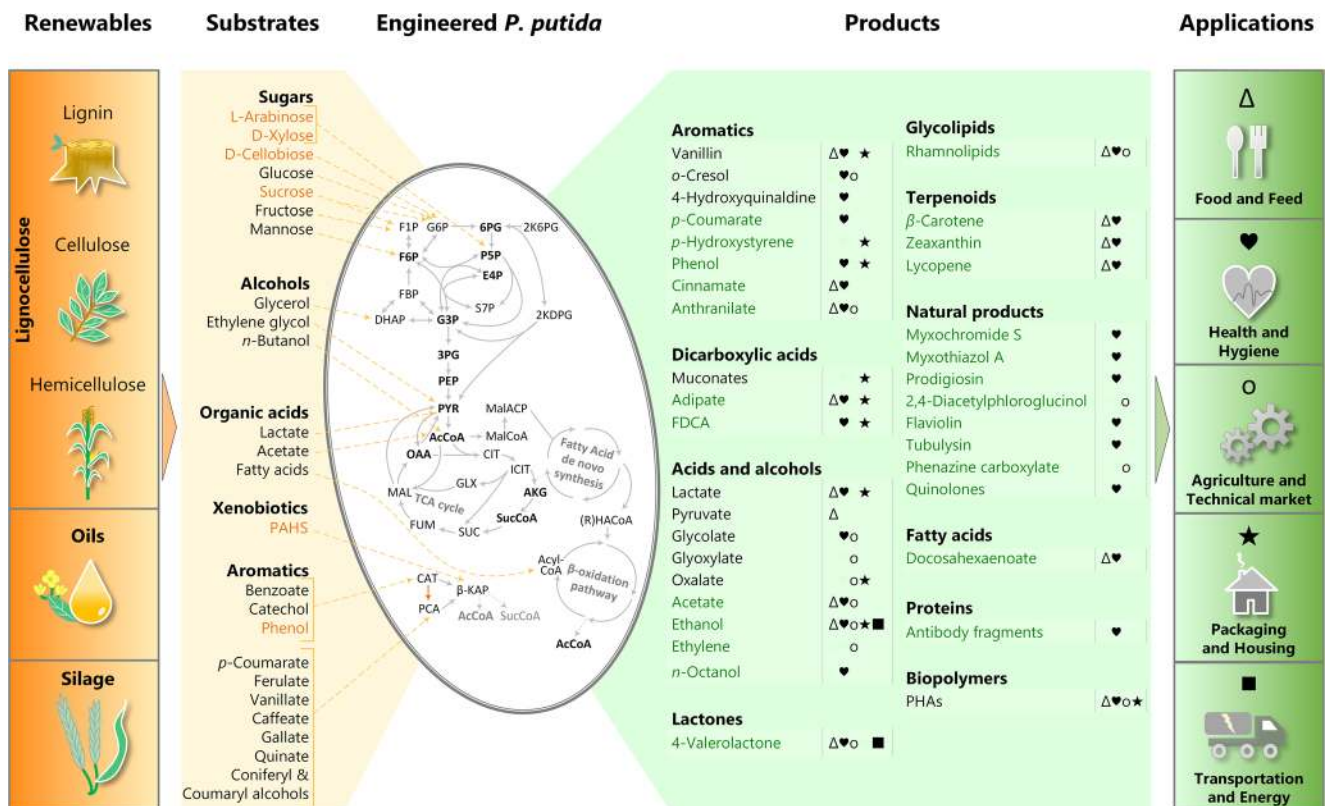 Renewables
Substrates
Engineered P. putida
Products
Applications
Lignocellulose
Lignin
Cellulose
Hemicellulose
Oils
Silage
Sugars
L-Arabinose
D-Xylose
D-Cellobiose
Glucose
Sucrose
Fructose
Mannose
Alcohols
Glycerol
Ethylene glycol
n-Butanol
Organic acids
Lactate
Acetate
Fatty acids
Xenobiotics
PAHS
Aromatics
Benzoate
Catechol
Phenol
p-Coumarate
Ferulate
Vanillate
Caffeate
Gallate
Quinate
Coniferyl &
Coumaryl alcohols
F1P G6P 6PG 2K6PG
F6P P5P
E4P
FBP S7P
DHAP G3P 2KDPG
3PG
PEP
PYR MalACP
AcCoA MalCoA
OAA CIT
Fatty Acid
de novo
synthesis
ICIT
GLX
MAL AKG
TCA cycle
SucCoA (R)HACoA
FUM SUC
Acyl-
CoA
β-oxidation
pathway
CAT β-KAP
PCA AcCoA SucCoA
AcCoA
Aromatics
Vanillin Δ♥ ★
o-Cresol ♥o
4-Hydroxyquinaldine ♥
p-Coumarate ♥
p-Hydroxystyrene ★
Phenol ♥ ★
Cinnamate Δ♥
Anthranilate Δ♥o
Dicarboxylic acids
Muconates ★
Adipate Δ♥ ★
FDCA ♥ ★
Acids and alcohols
Lactate Δ♥ ★
Pyruvate Δ
Glycolate ♥o
Glyoxylate o
Oxalate o★
Acetate Δ♥o
Ethanol Δ♥o★■
Ethylene o
n-Octanol ♥
Lactones
4-Valerolactone Δ♥o ■
Glycolipids
Rhamnolipids Δ♥o
Terpenoids
β-Carotene Δ♥
Zeaxanthin Δ♥
Lycopene Δ♥
Natural products
Myxochromide S ♥
Myxothiazol A ♥
Prodigiosin ♥
2,4-Diacetylphloroglucinol o
Flaviolin ♥
Tubulysin ♥
Phenazine carboxylate o
Quinolones ♥
Fatty acids
Docosahexaenoate Δ♥
Proteins
Antibody fragments ♥
Biopolymers
PHAs Δ♥o★
Δ
Food and Feed
♥
Health and
Hygiene
o
Agriculture and
Technical market
★
Packaging
and Housing
■
Transportation
and Energy